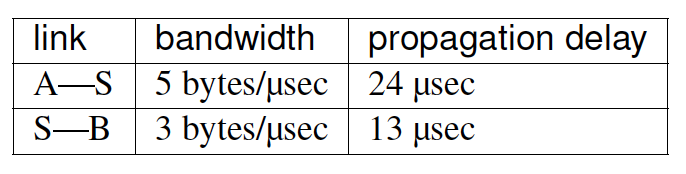 link bandwidth propagation delay
A—S 5 bytes/μsec 24 μsec
S—B 3 bytes/μsec 13 μsec